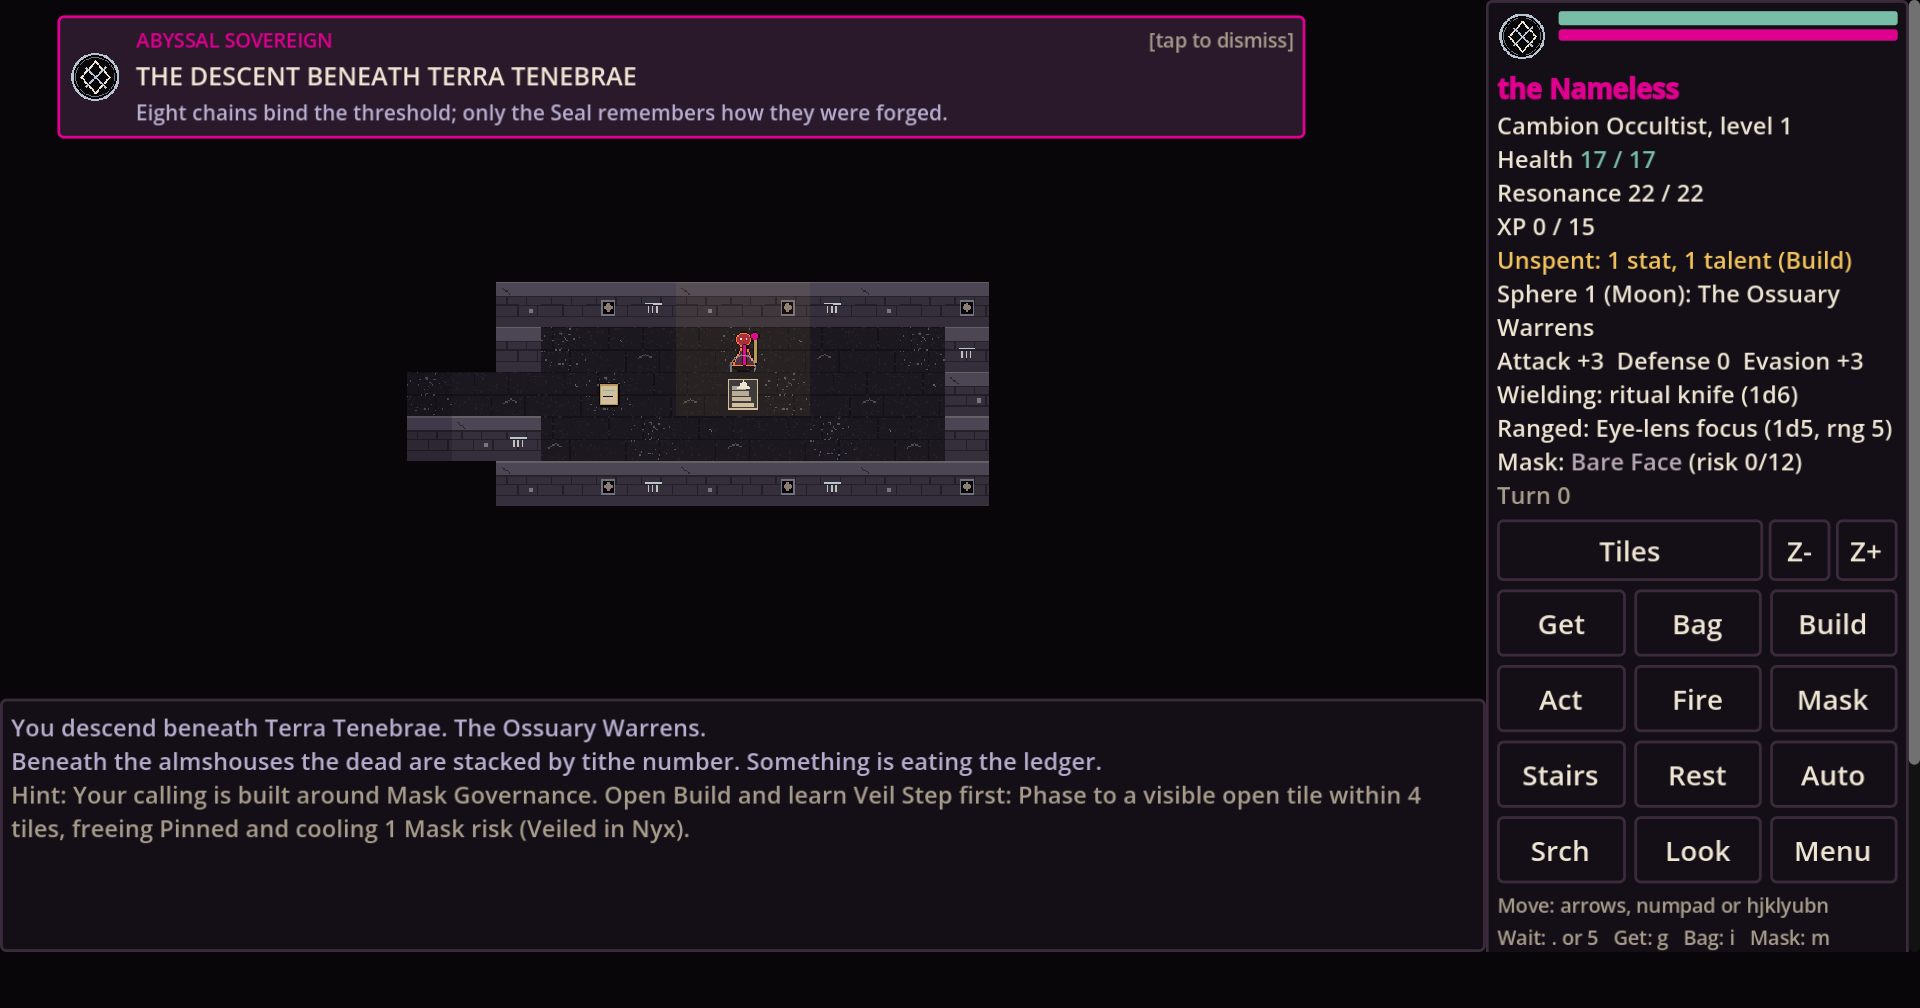 ABYSSAL SOVEREIGN
[tap to dismiss]
THE DESCENT BENEATH TERRA TENEBRAE
Eight chains bind the threshold; only the Seal remembers how they were forged.
the Nameless
Cambion Occultist, level 1
Health 17 / 17
Resonance 22 / 22
XP 0 / 15
Unspent: 1 stat, 1 talent (Build)
Sphere 1 (Moon): The Ossuary
Warrens
Attack +3 Defense 0 Evasion +3
Wielding: ritual knife (1d6)
Ranged: Eye-lens focus (1d5, rng 5)
Mask: Bare Face (risk 0/12)
Turn 0
Tiles Z- Z+
Get Bag Build
Act Fire Mask
Stairs Rest Auto
Srch Look Menu
Move: arrows, numpad or hjklyubn
Wait: . or 5 Get: g Bag: i Mask: m
You descend beneath Terra Tenebrae. The Ossuary Warrens.
Beneath the almshouses the dead are stacked by tithe number. Something is eating the ledger.
Hint: Your calling is built around Mask Governance. Open Build and learn Veil Step first: Phase to a visible open tile within 4
tiles, freeing Pinned and cooling 1 Mask risk (Veiled in Nyx).